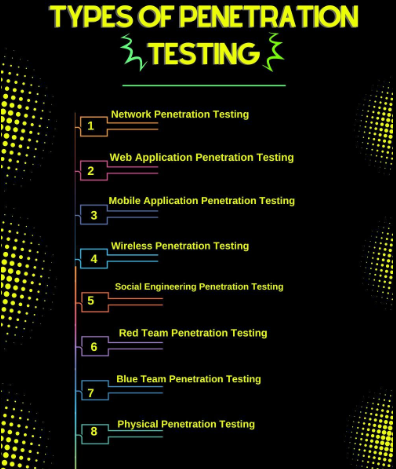 TYPES OF PENETRATION
TESTING
1 Network Penetration Testing
2 Web Application Penetration Testing
3 Mobile Application Penetration Testing
4 Wireless Penetration Testing
5 Social Engineering Penetration Testing
6 Red Team Penetration Testing
7 Blue Team Penetration Testing
8 Physical Penetration Testing